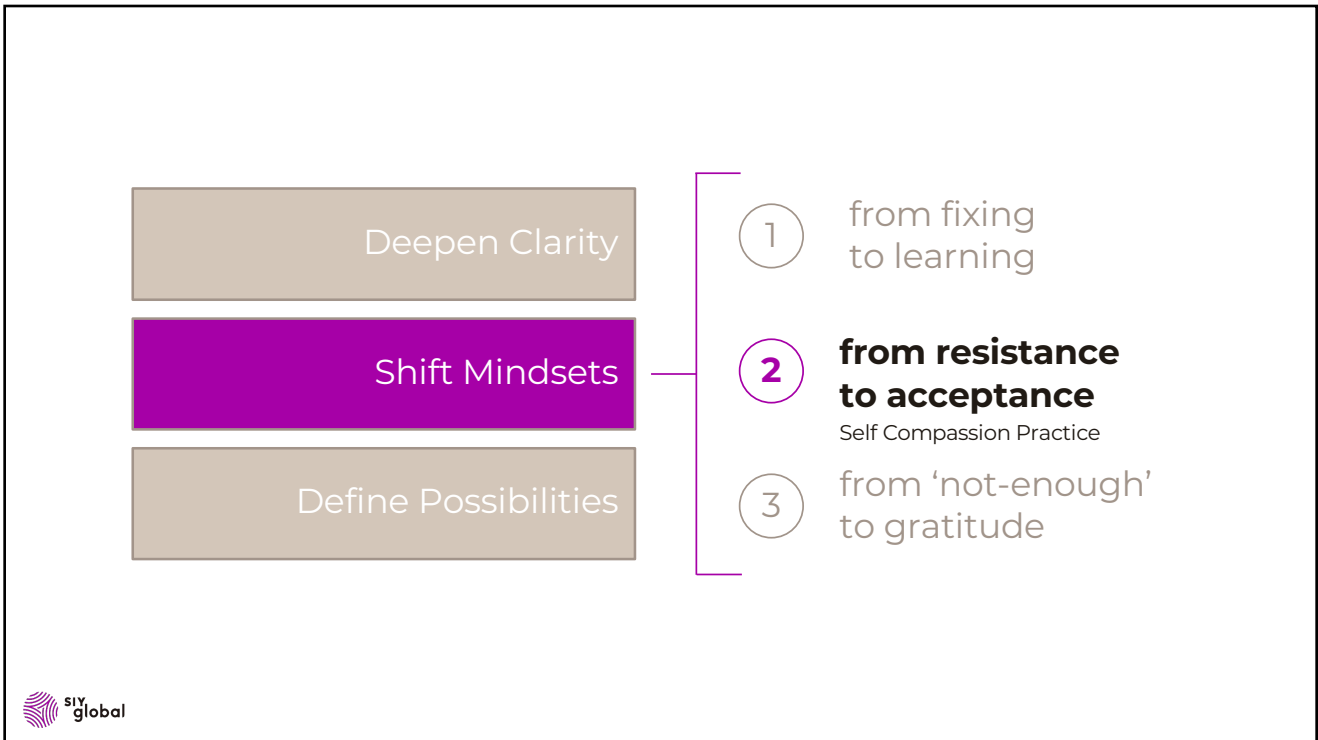 Deepen Clarity
Shift Mindsets
Define Possibilities
1
from fixing
to learning
2
from resistance
to acceptance
Self Compassion Practice
3
from ‘not-enough’
to gratitude
SIY
global